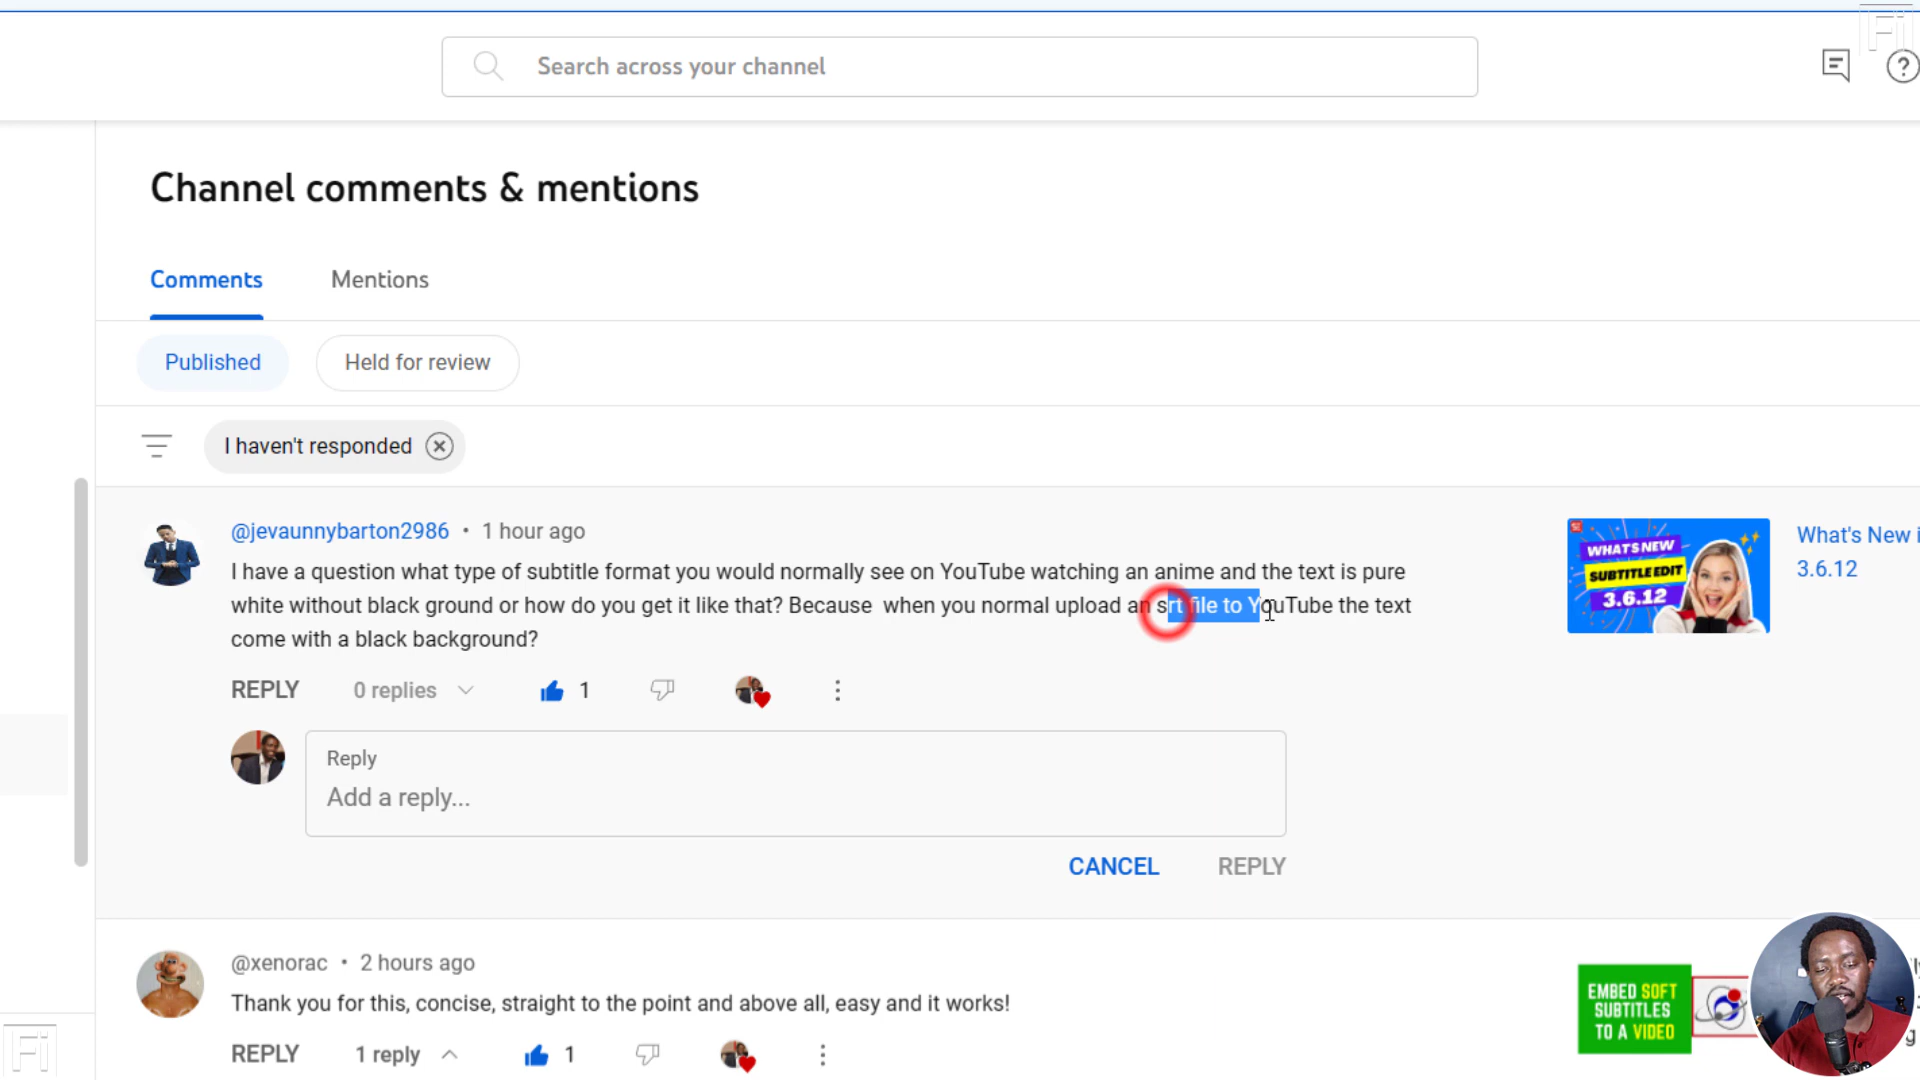 Search across your channel
Fi
Channel comments & mentions
Comments
Mentions
Published
Held for review
I haven't responded
@jevaunnybarton2986 • 1 hour ago
I have a question what type of subtitle format you would normally see on YouTube watching an anime and the text is pure
white without black ground or how do you get it like that? Because when you normal upload an srt file to YouTube the text
come with a black background?
WHAT'S NEW
SUBTITLE EDIT
3.6.12
What's New i
3.6.12
REPLY
0 replies
1
Reply
Add a reply...
CANCEL
REPLY
@xenorac • 2 hours ago
Thank you for this, concise, straight to the point and above all, easy and it works!
EMBED SOFT
SUBTITLES
TO A VIDEO
REPLY
1 reply
1
Fi